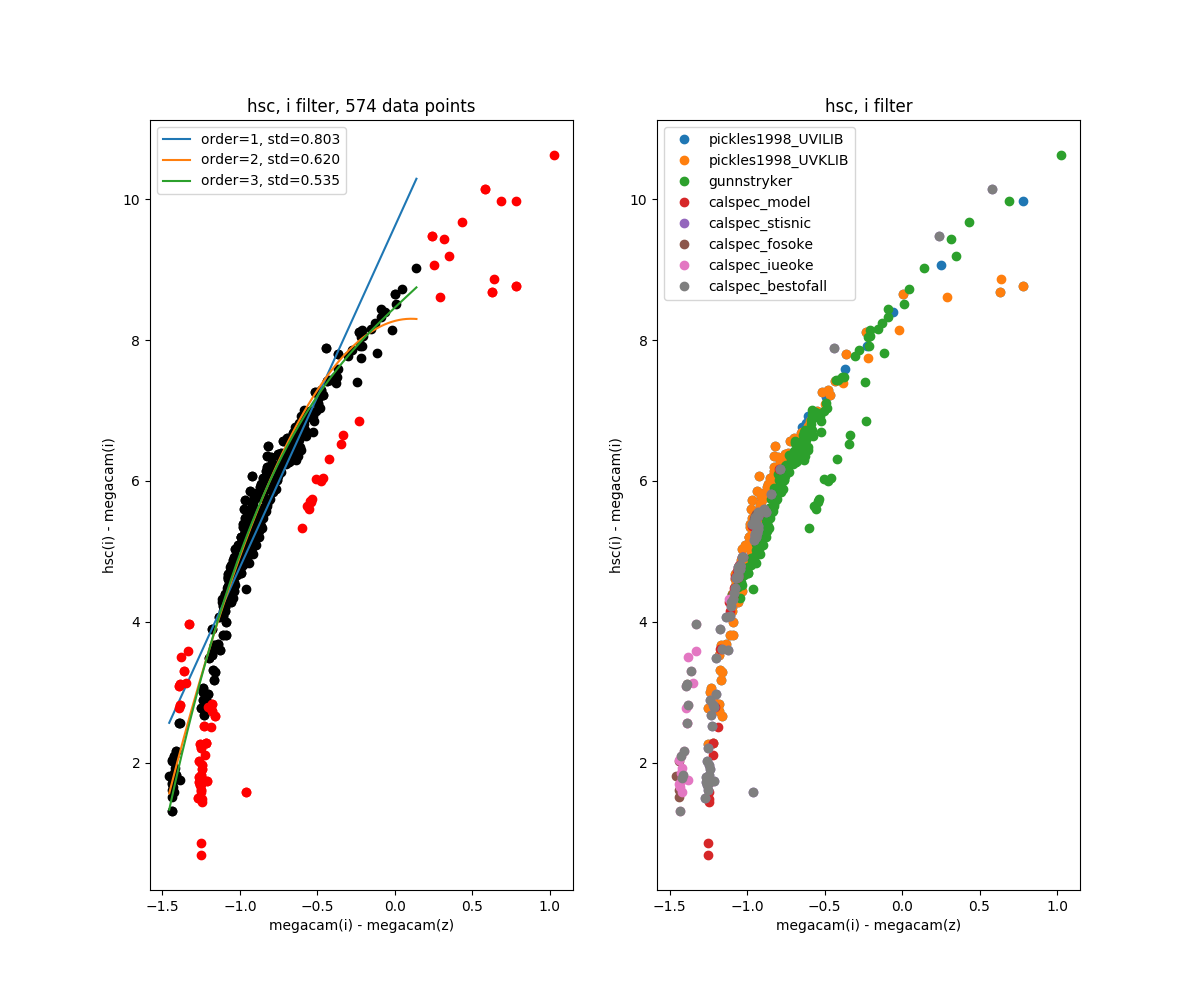 hsc, i filter, 574 data points
order=1, std=0.803
order=2, std=0.620
order=3, std=0.535
hsc(i) - megacam(i)
10
8
6
4
2
−1.5 −1.0 −0.5 0.0 0.5 1.0
megacam(i) - megacam(z)
hsc, i filter
pickles1998_UVILIB
pickles1998_UVKLIB
gunnstryker
calspec_model
calspec_stisnic
calspec_fosoke
calspec_iueoke
calspec_bestofall
hsc(i) - megacam(i)
10
8
6
4
2
−1.5 −1.0 −0.5 0.0 0.5 1.0
megacam(i) - megacam(z)